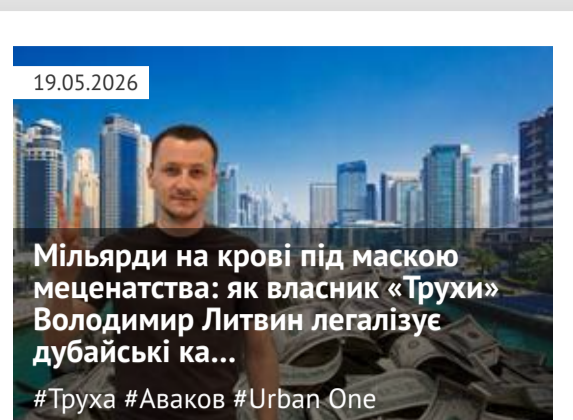 19.05.2026
Мільярди на крові під маскою
меценатства: як власник «Трухи»
Володимир Литвин легалізує
дубайські ка...
#Труха #Аваков #Urban One